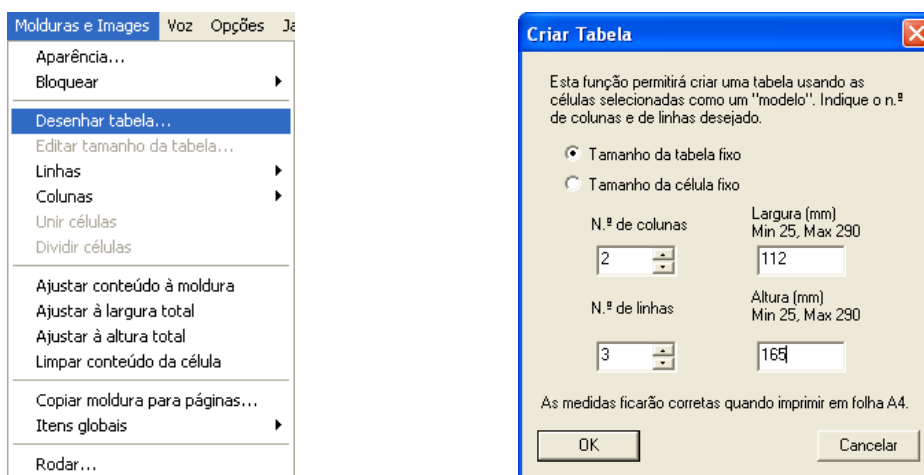 Molduras e Images Voz Opções
Aparência...
Bloquear
Desenhar tabela...
Editar tamanho da tabela...
Linhas
Colunas
Unir células
Dividir células
Ajustar conteúdo à moldura
Ajustar à largura total
Ajustar à altura total
Limpar conteúdo da célula
Copiar moldura para páginas...
Itens globais
Rodar...
Criar Tabela
Esta função permitirá criar uma tabela usando as
células selecionadas como um "modelo". Indique o n.º
de colunas e de linhas desejado.
Tamanho da tabela fixo
Tamanho da célula fixo
N.º de colunas
Largura (mm)
Min 25, Max 290
2
112
N.º de linhas
Altura (mm)
Min 25, Max 290
3
165
As medidas ficarão corretas quando imprimir em folha A4.
OK
Cancelar